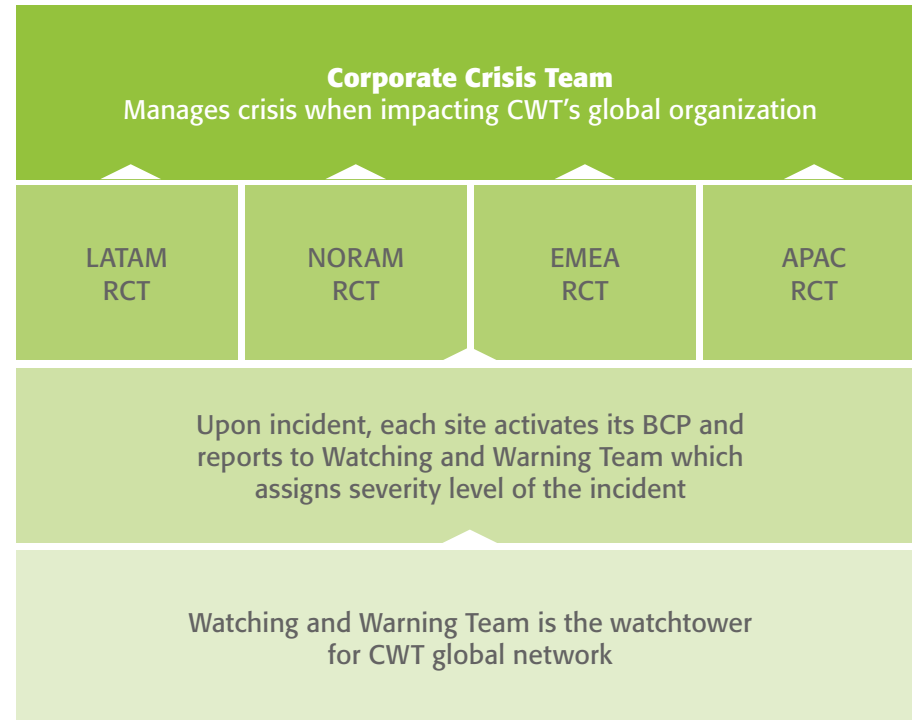 Corporate Crisis Team
Manages crisis when impacting CWT’s global organization
LATAM
RCT
NORAM
RCT
EMEA
RCT
APAC
RCT
Upon incident, each site activates its BCP and
reports to Watching and Warning Team which
assigns severity level of the incident
Watching and Warning Team is the watchtower
for CWT global network